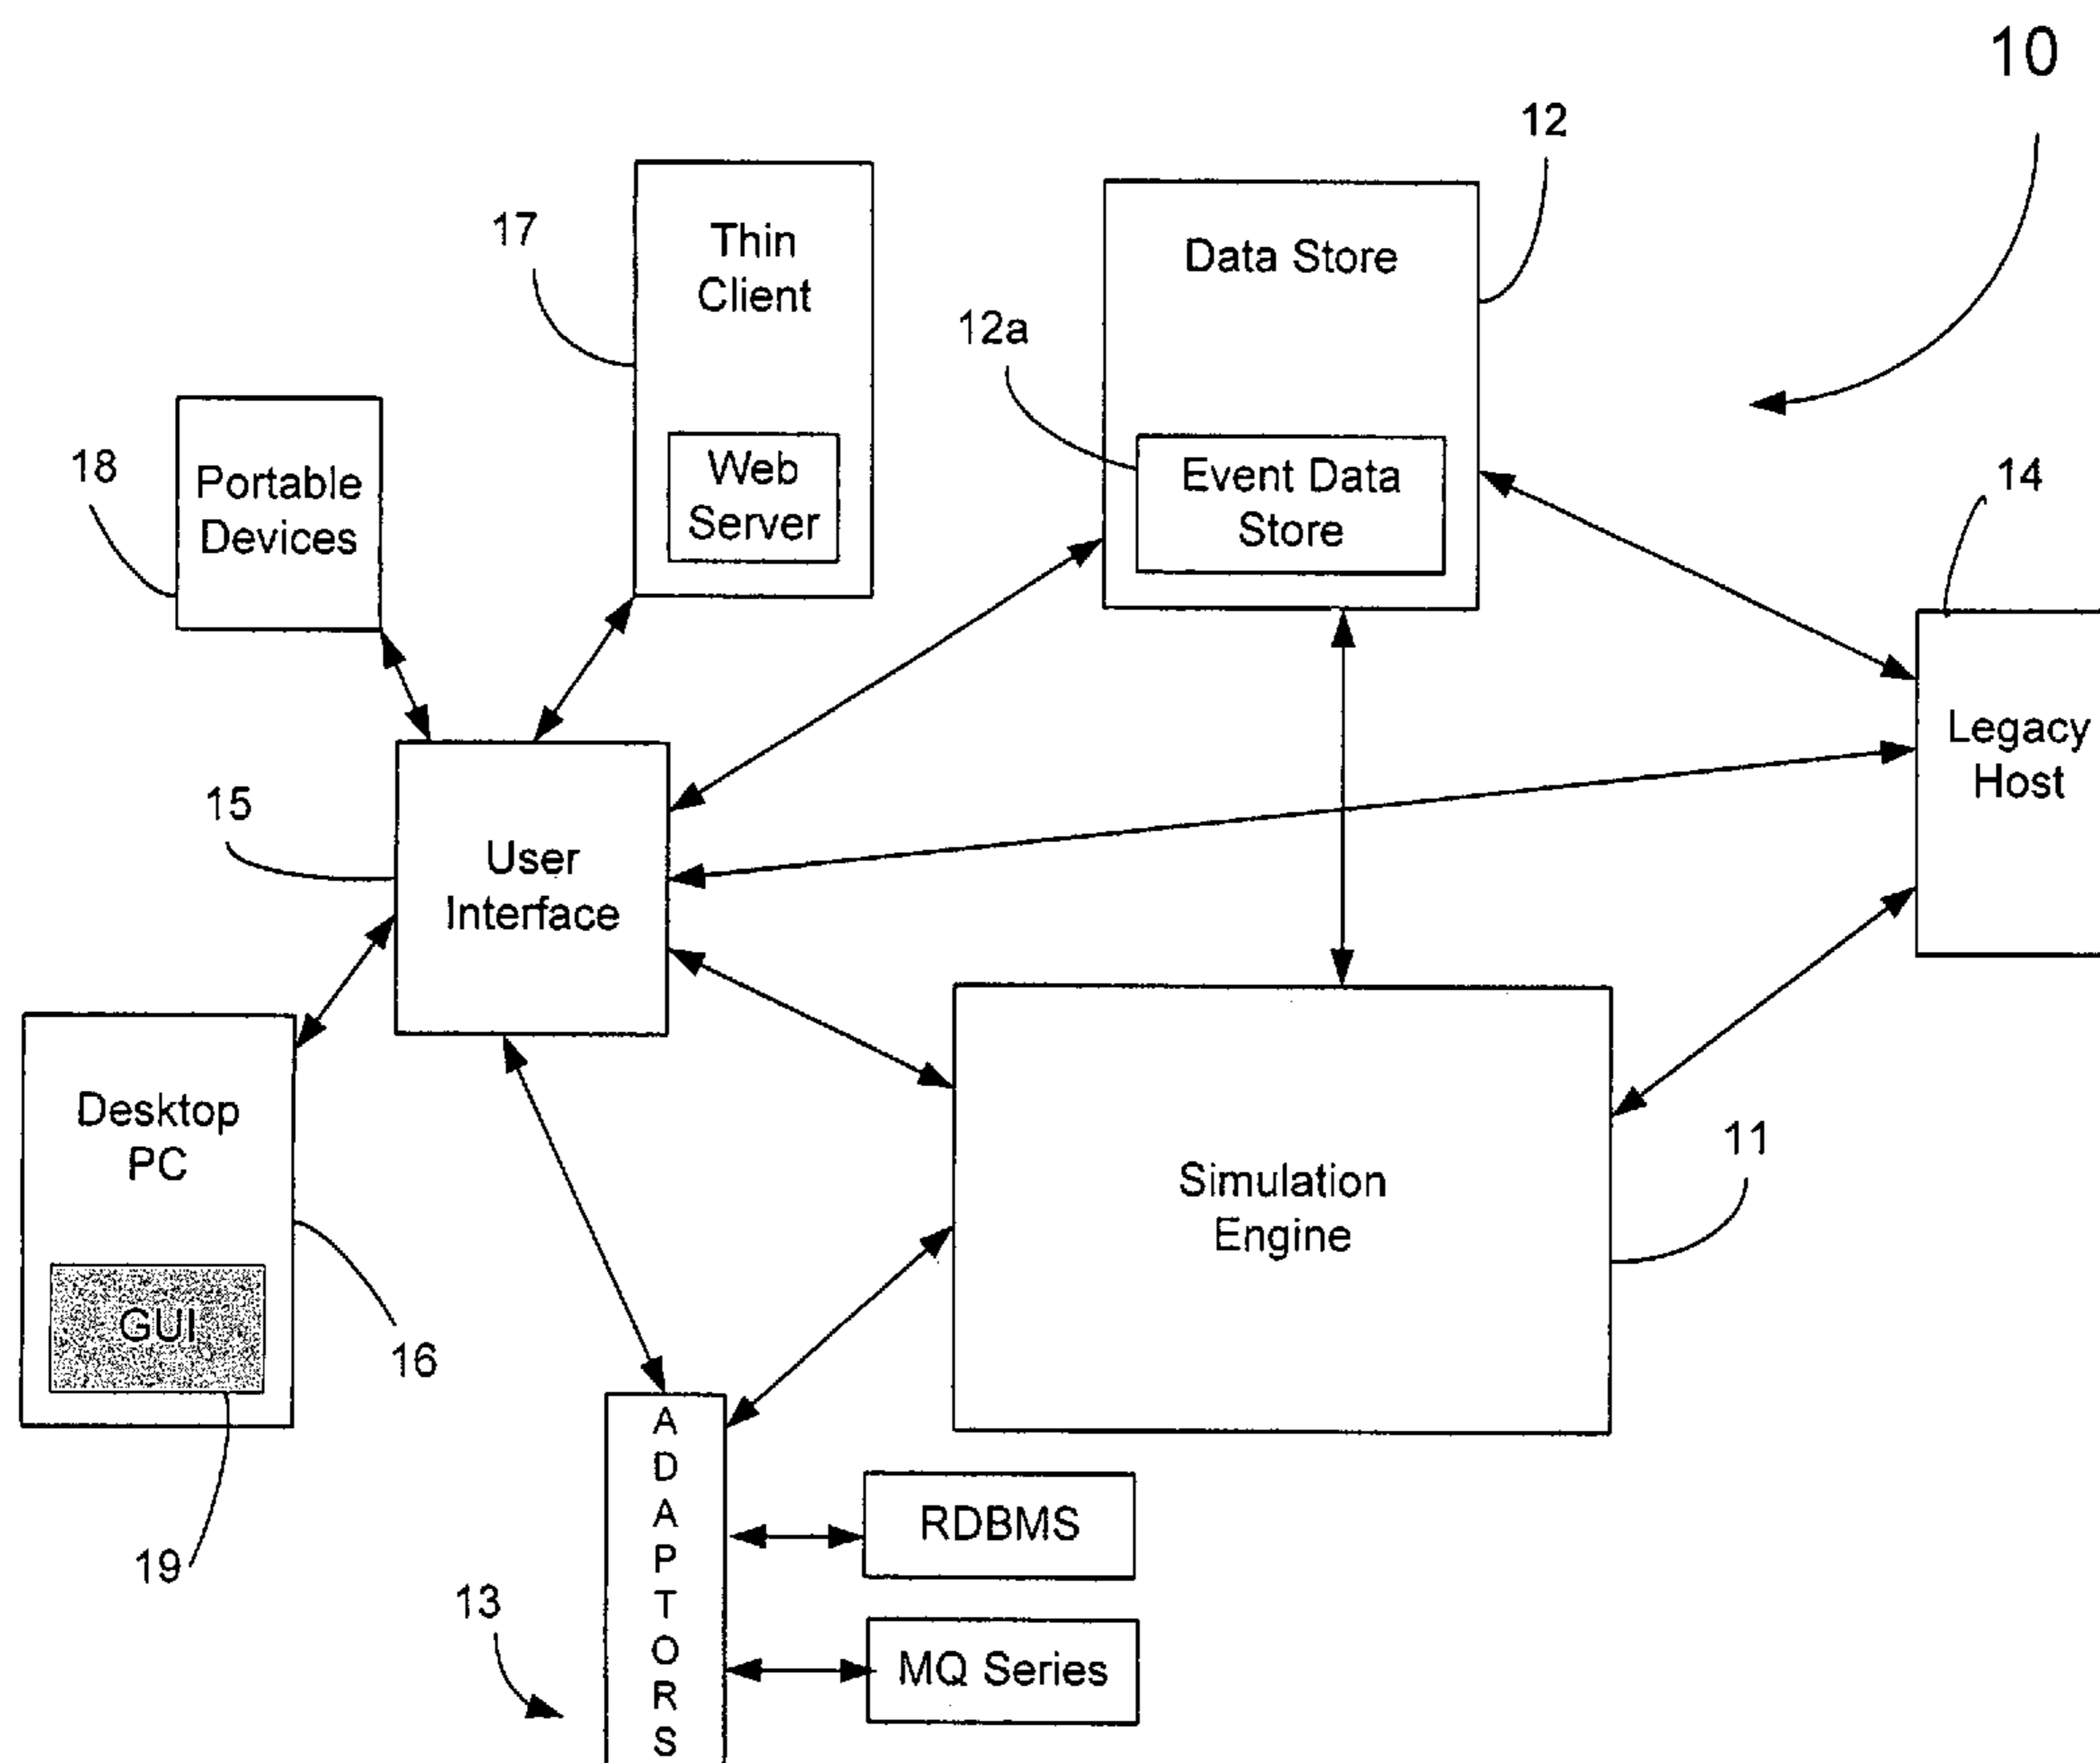 10
12
17
Thin
Client
Data Store
12a
18
Portable
Devices
Web
Server
Event Data
Store
14
Legacy
Host
15
User
Interface
Desktop
PC
11
Simulation
Engine
GUI
16
19
ADAPTORS
RDBMS
13
MQ Series